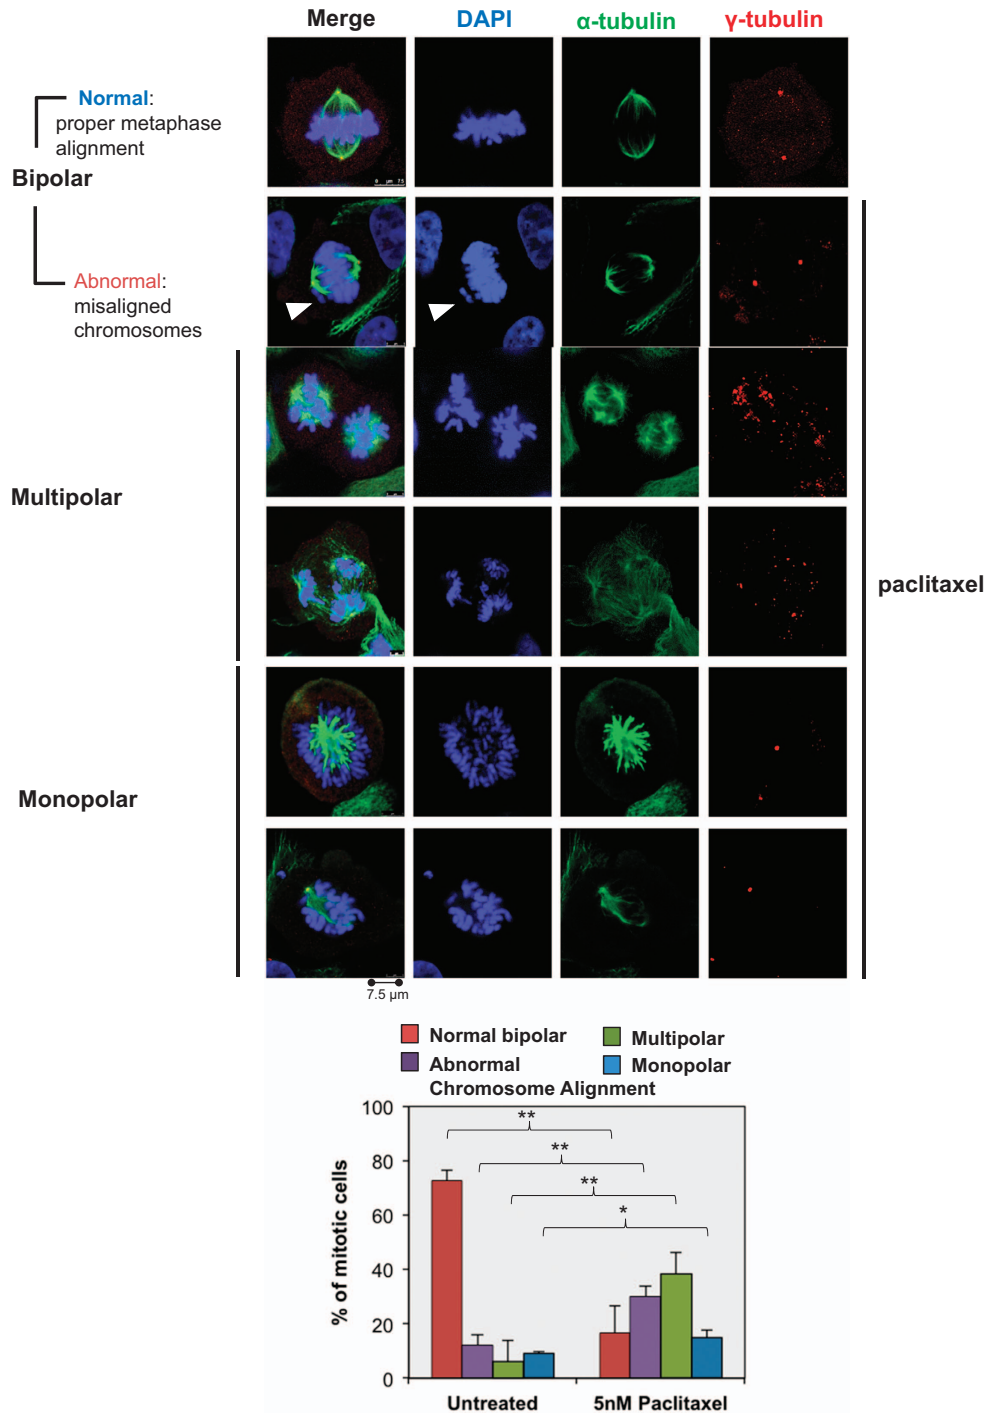 Merge DAPI α-tubulin γ-tubulin
Normal:
proper metaphase
alignment
Bipolar
Abnormal:
misaligned
chromosomes
Multipolar
paclitaxel
Monopolar
7.5 µm
Normal bipolar
Multipolar
Abnormal
Chromosome Alignment
Monopolar
% of mitotic cells
100
80
60
40
20
0
**
**
**
*
Untreated 5nM Paclitaxel